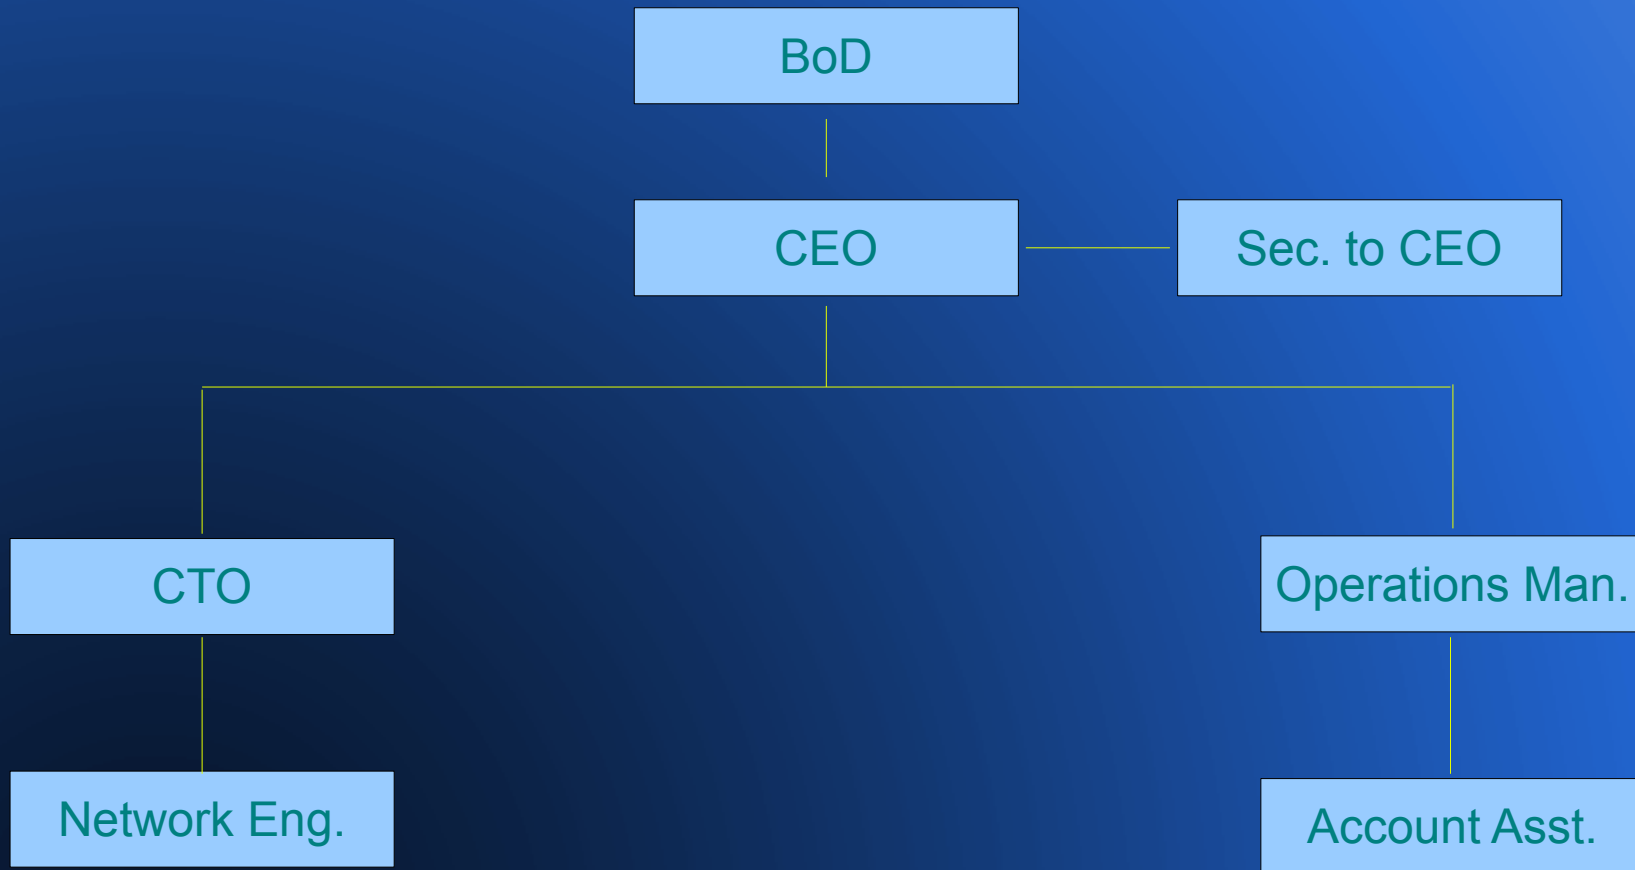 BoD
CEO
Sec. to CEO
CTO
Operations Man.
Network Eng.
Account Asst.